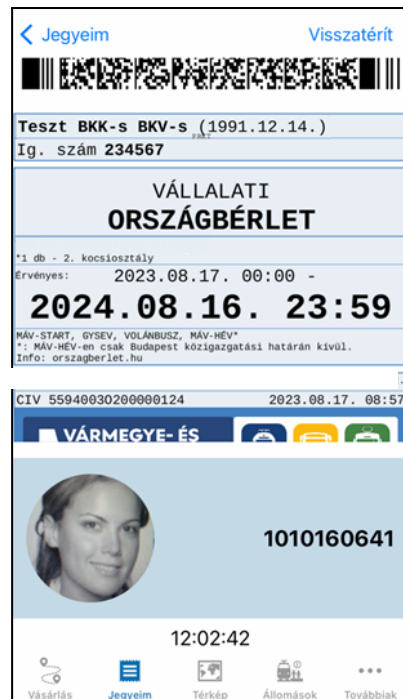 Jegyeim Visszatérít
Teszt BKK-s BKV-s (1991.12.14.)
Ig. szám 234567
VÁLLALATI
ORSZÁGBÉRLET
*1 db - 2. kocsiosztály
Érvényes: 2023.08.17. 00:00 -
2024.08.16. 23:59
MÁV-START, GYSEV, VOLÁNBUSZ, MÁV-HÉV*
*: MÁV-HÉV-en csak Budapest közigazgatási határán kívül.
Info: orszagberlet.hu
CIV 55940030200000124 2023.08.17. 08:57
VÁRMEGYE- ÉS
1010160641
12:02:42
Vásárlás Jegyeim Térkép Állomások Továbbiak